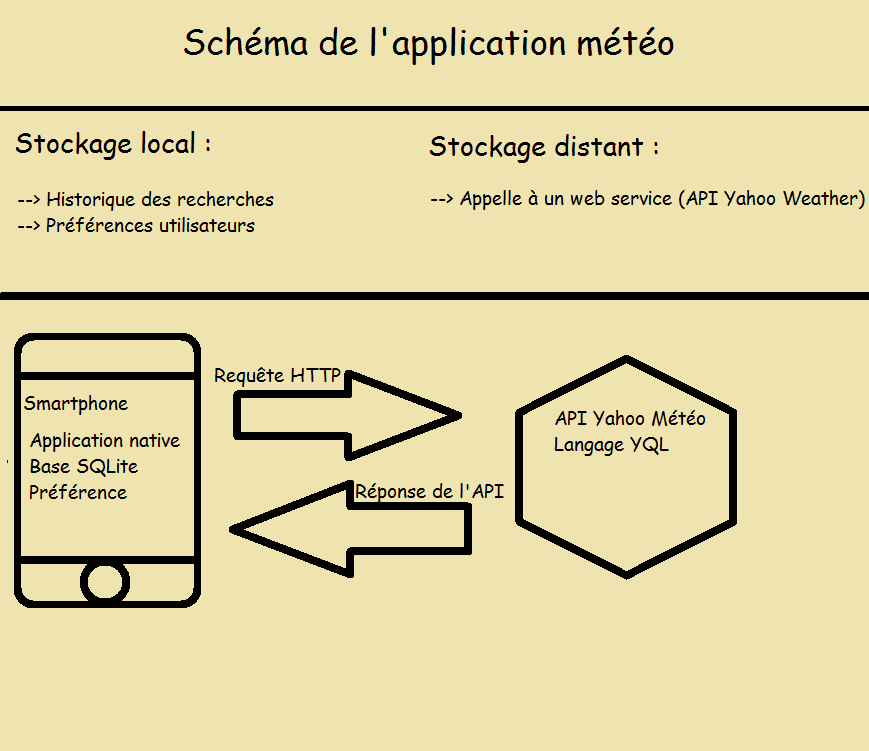 Schéma de l'application météo
Stockage local :
--> Historique des recherches
--> Préférences utilisateurs
Stockage distant :
--> Appelle à un web service (API Yahoo Weather)
Smartphone
Application native
Base SQLite
Préférence
Requête HTTP
Réponse de l'API
API Yahoo Météo
Langage YQL